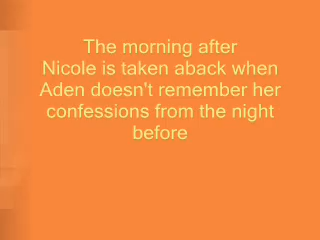 The morning after
Nicole is taken aback when
Aden doesn't remember her
confessions from the night
before